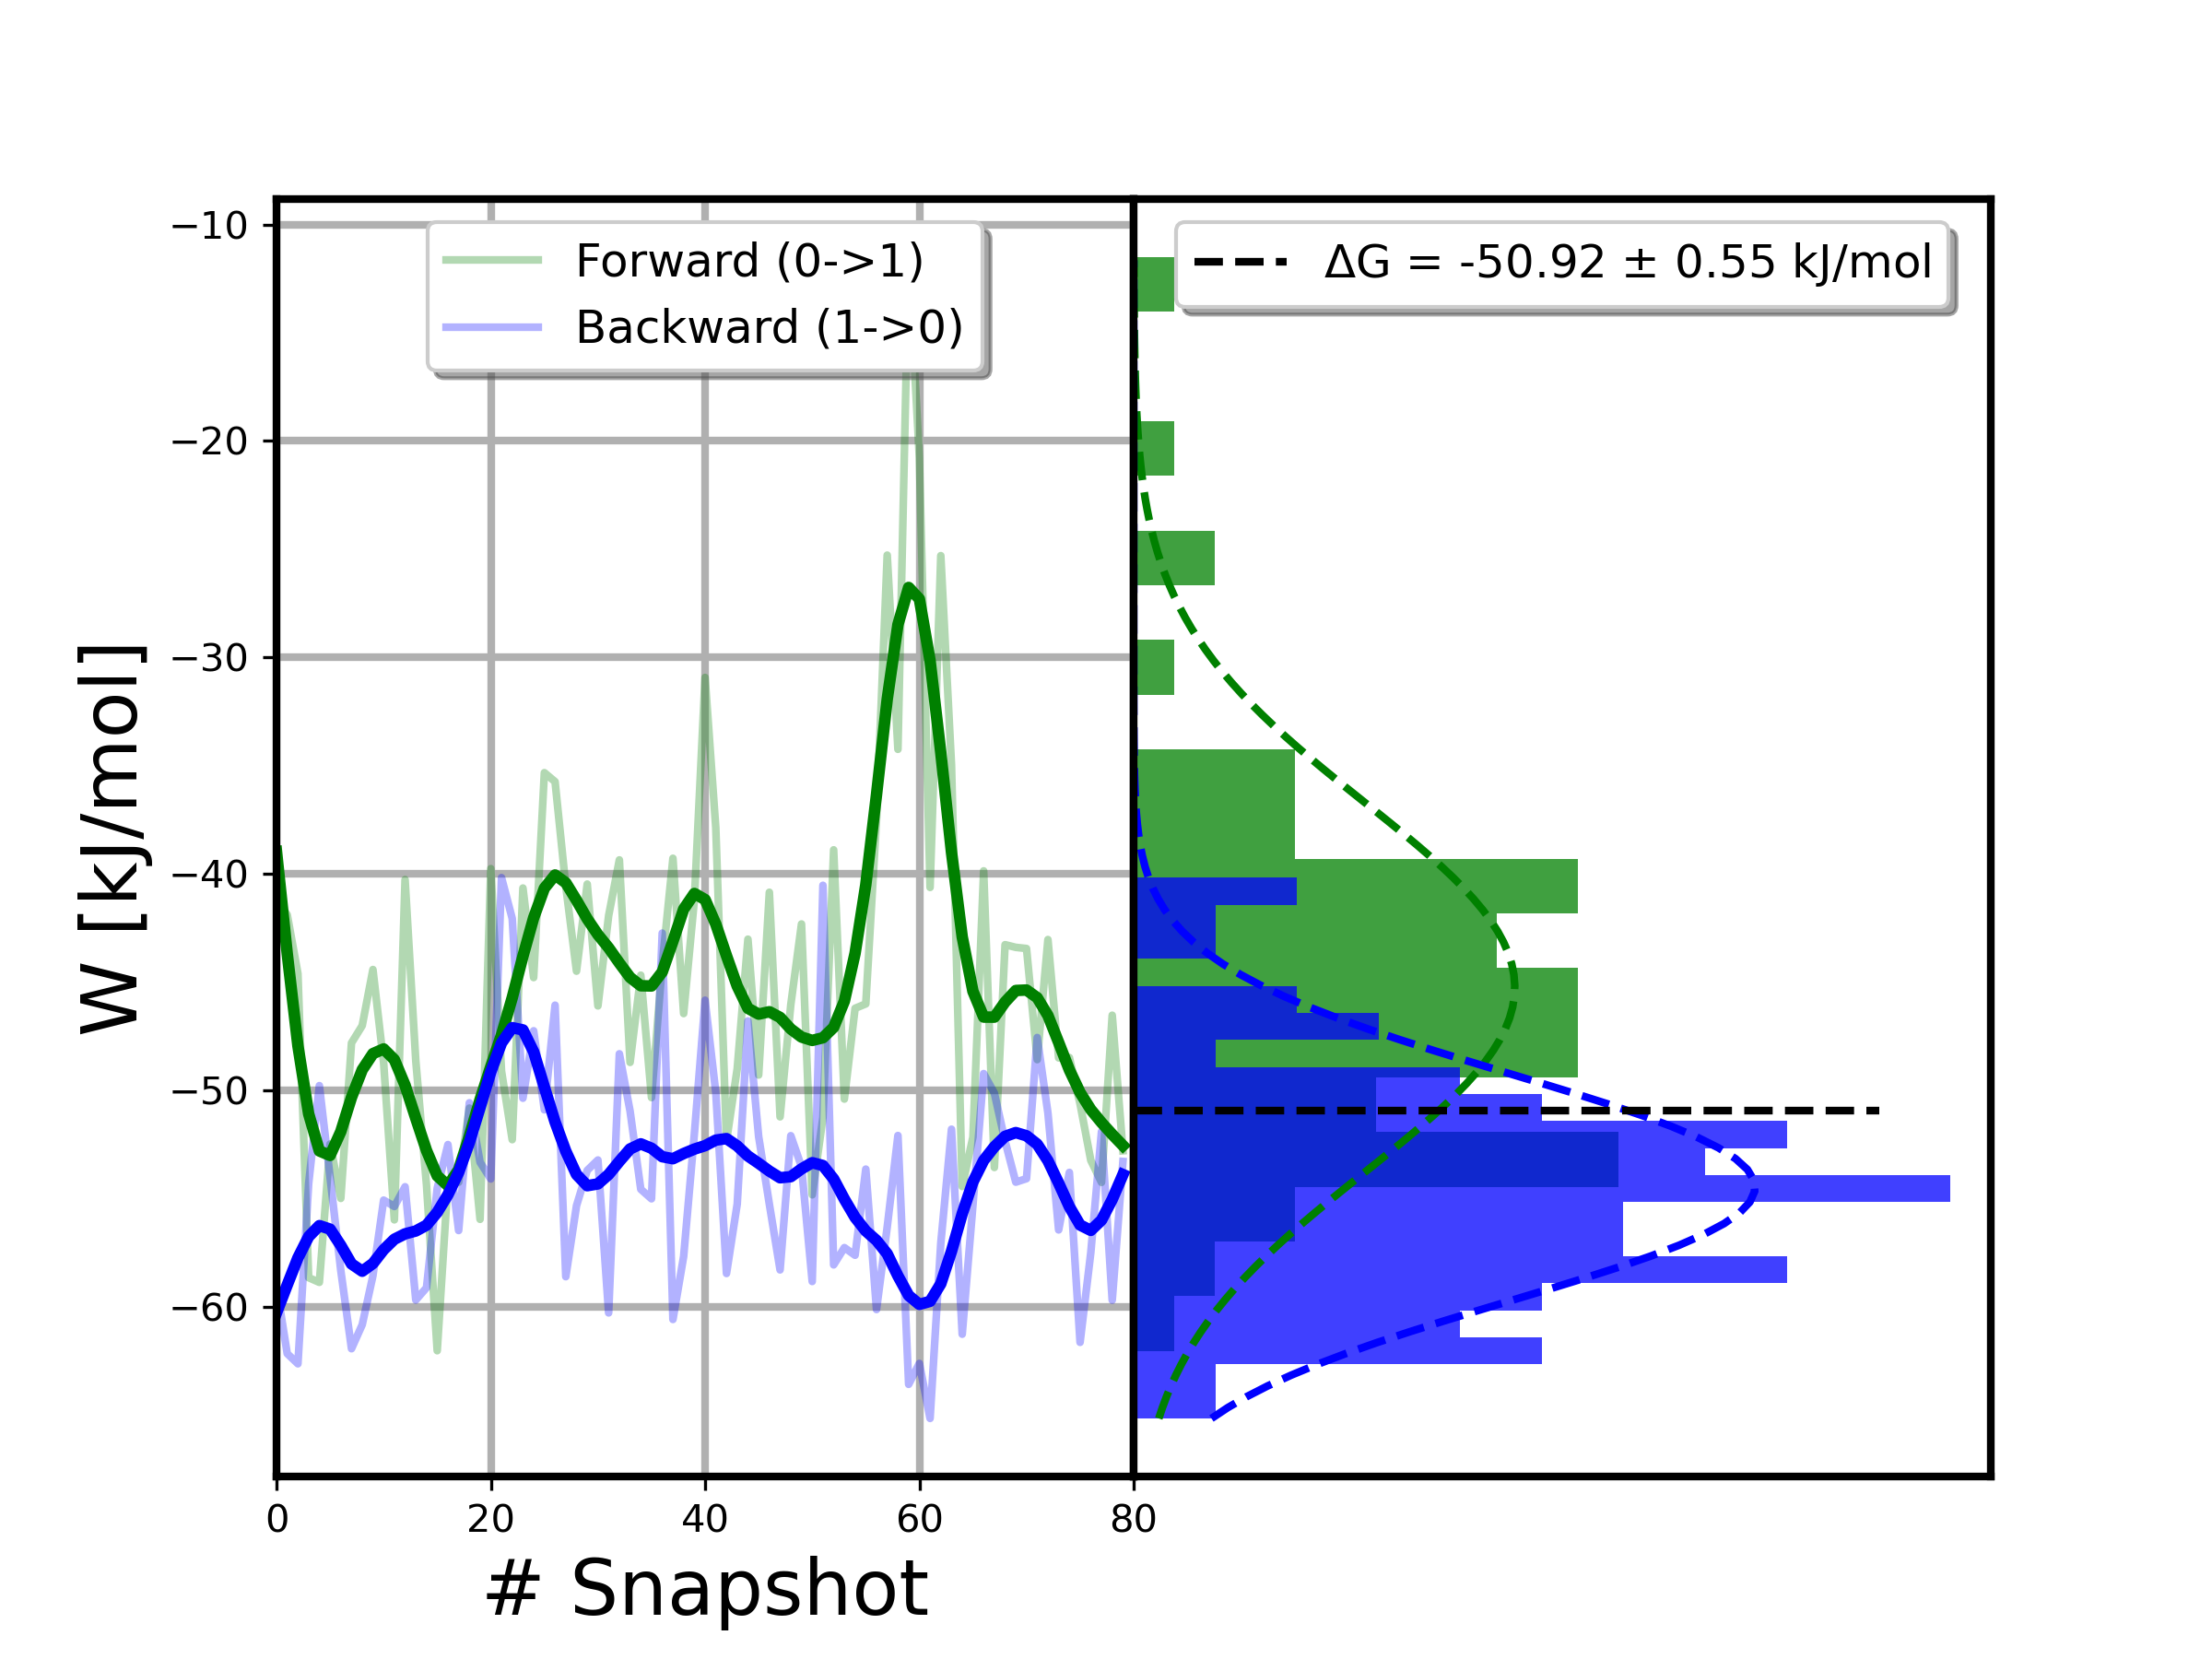 W [kJ/mol]
−10
−20
−30
−40
−50
−60
Forward (0->1)
Backward (1->0)
ΔG = -50.92 ± 0.55 kJ/mol
0 20 40 60 80
# Snapshot